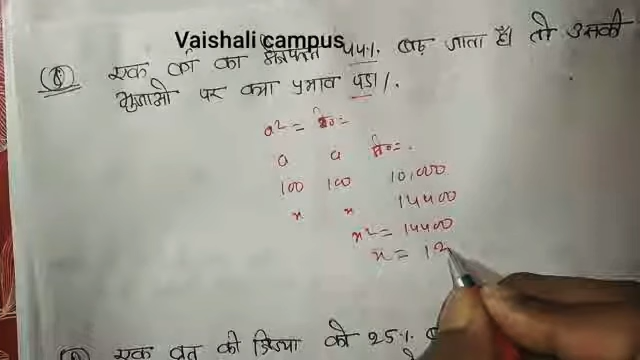 Vaishali campus
एक वर्ग का क्षेत्रफल 44%. बढ़ जाता है। तो उसकी
भुजाओ पर क्या प्रभाव पड़ा%.
a² = क्षे० =
a a क्षे० =.
100 100 10,000
x x 14400
x² = 14400
x = 12
एक वृत की त्रिज्या को 25%.